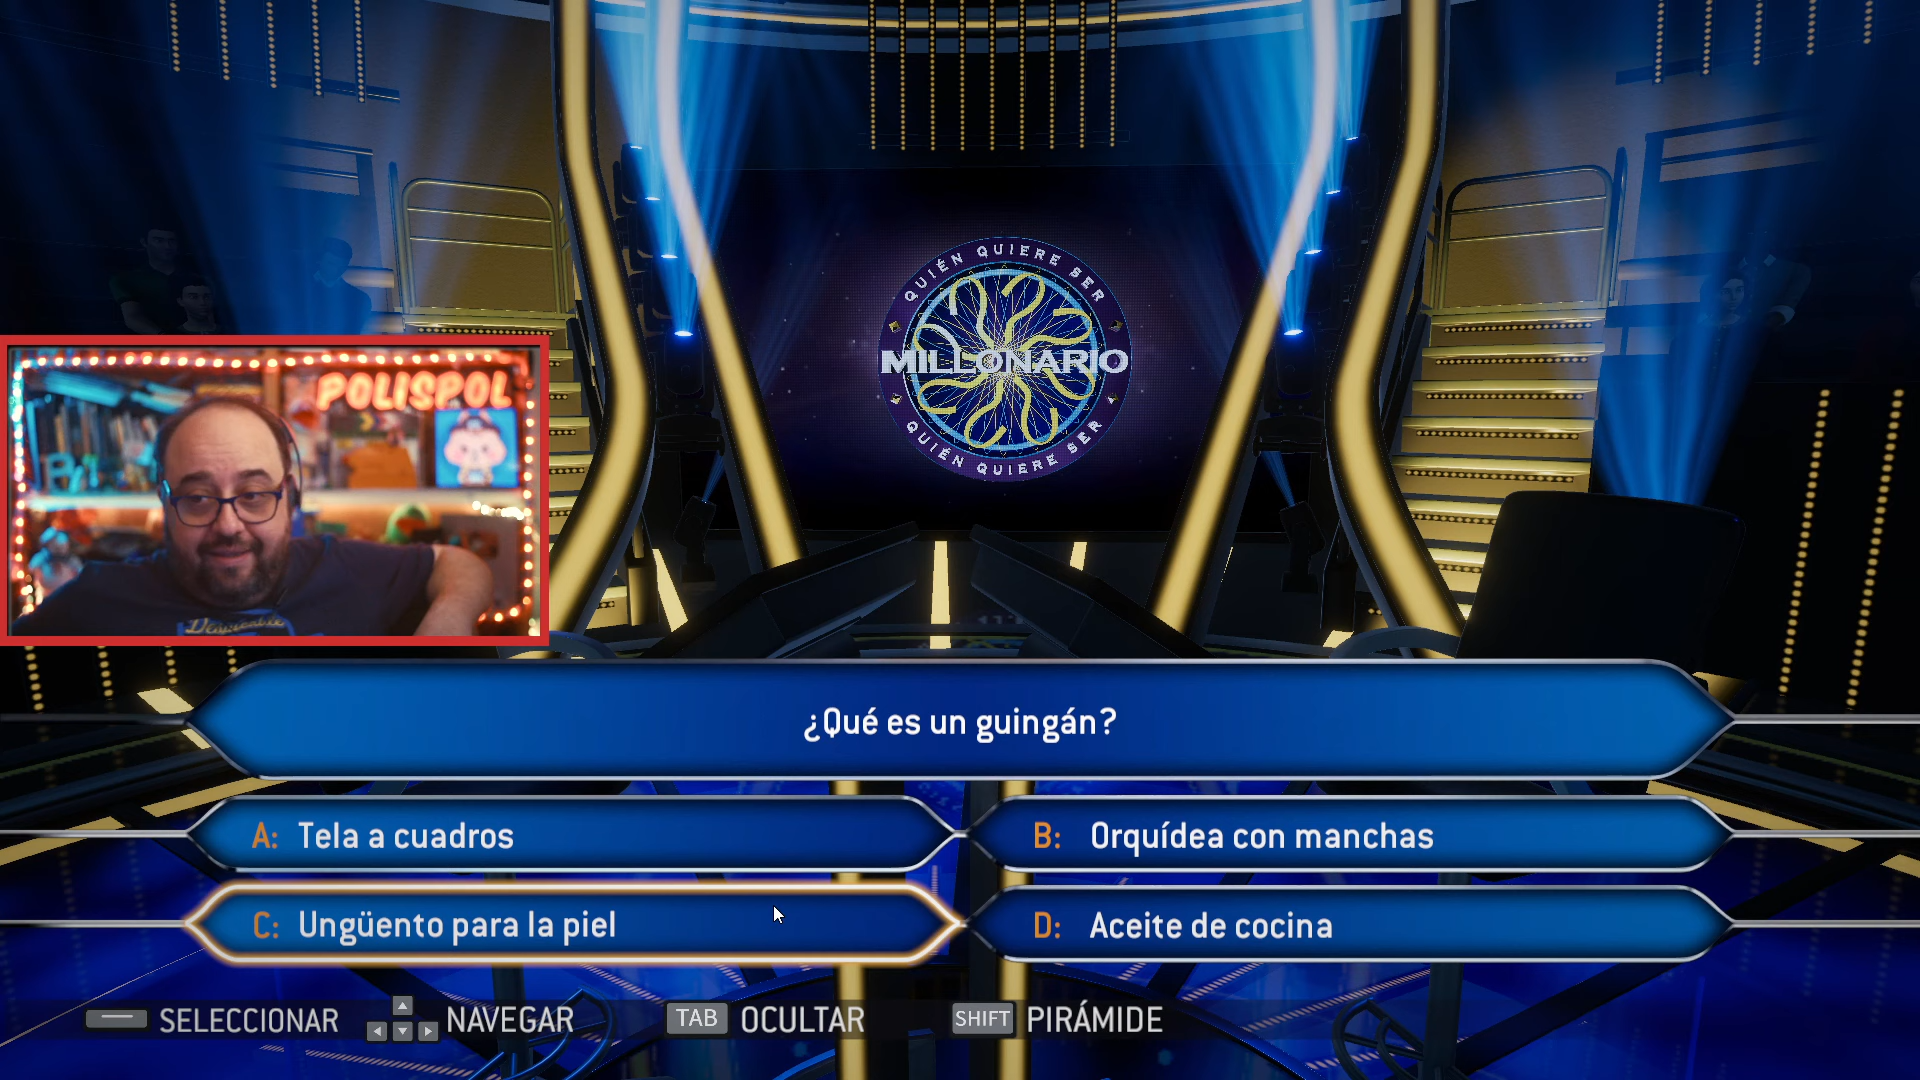 QUIÉN QUIERE SER
MILLONARIO
QUIÉN QUIERE SER
POLISPOL
Despicable
¿Qué es un guingán?
A: Tela a cuadros
B: Orquídea con manchas
C: Ungüento para la piel
D: Aceite de cocina
SELECCIONAR
NAVEGAR
TAB OCULTAR
SHIFT PIRÁMIDE